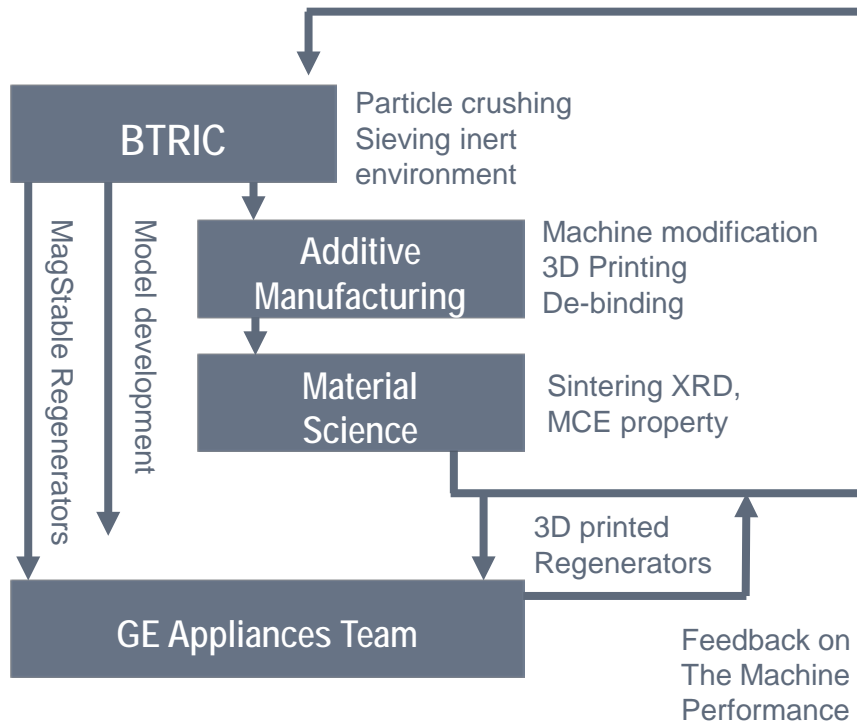 BTRIC
Particle crushing
Sieving inert
environment
MagStable Regenerators
Model development
Additive
Manufacturing
Machine modification
3D Printing
De-binding
Material
Science
Sintering XRD,
MCE property
3D printed
Regenerators
GE Appliances Team
Feedback on
The Machine
Performance